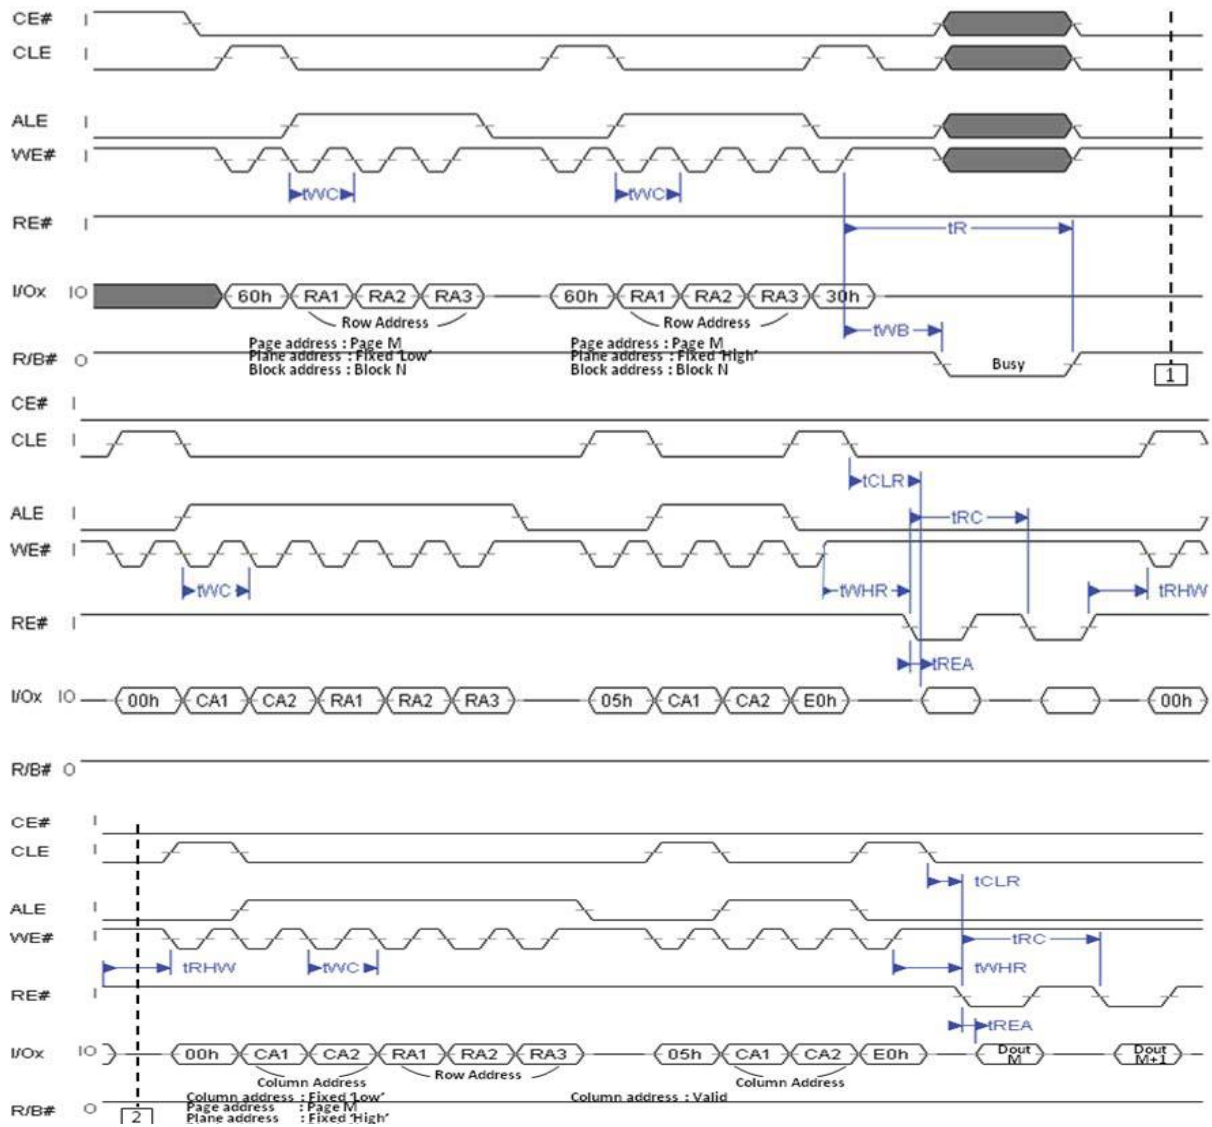 CE# I
CLE I
ALE I
WE# I
tWC tWC
RE# I
tR
I/Ox IO 60h RA1 RA2 RA3 60h RA1 RA2 RA3 30h
Row Address Row Address
tWB
Page address : Page M
Plane address : Fixed 'Low'
Block address : Block N
Page address : Page M
Plane address : Fixed 'High'
Block address : Block N
R/B# O
Busy
1
CE# I
CLE I
tCLR
ALE I
tRC
WE# I
tWC tWHR tRHW
RE# I
tREA
I/Ox IO 00h CA1 CA2 RA1 RA2 RA3 05h CA1 CA2 E0h 00h
R/B# O
CE# I
CLE I
tCLR
ALE I
WE# I
tRC
tRHW tWC tWHR
RE# I
tREA
I/Ox IO 00h CA1 CA2 RA1 RA2 RA3 05h CA1 CA2 E0h Dout M Dout M+1
Column Address Row Address Column Address
Column address : Fixed 'Low'
Page address : Page M
Plane address : Fixed 'High'
Column address : Valid
R/B# O
2